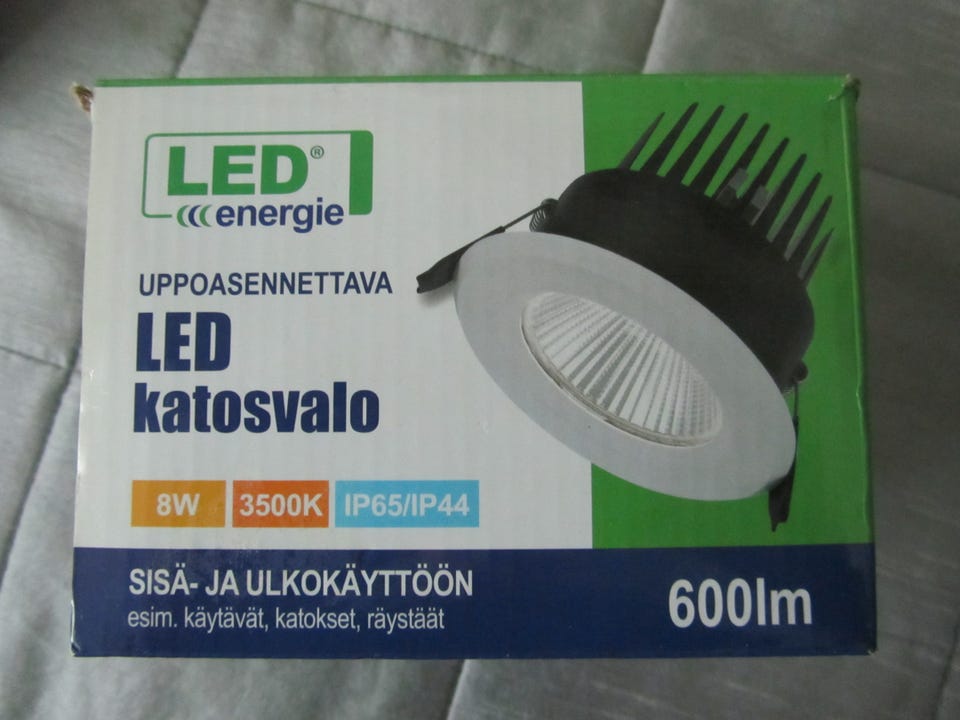 LED®
energie
UPPOASENNETTAVA
LED
katosvalo
8W 3500K IP65/IP44
SISÄ- JA ULKOKÄYTTÖÖN
esim. käytävät, katokset, räystäät
600lm